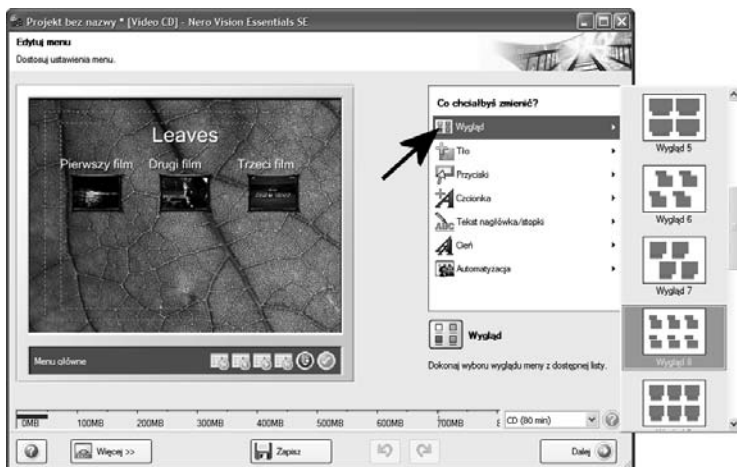 Projekt bez nazwy * [Video CD] - Nero Vision Essentials SE
Edytuj menu
Dostosuj ustawienia menu.
Leaves
Pierwszy film Drugi film Trzeci film
Menu główne
Co chciałbyś zmienić?
Wygląd
Tło
Przyciski
Czcionka
Tekst nagłówka/stopki
Cień
Automatyzacja
Wygląd
Dokonaj wyboru wyglądu meny z dostępnej listy.
Wygląd 5
Wygląd 6
Wygląd 7
Wygląd 8
0MB 100MB 200MB 300MB 400MB 500MB 600MB 700MB 8
CD (80 min)
Więcej >>
Zapisz
Dalej